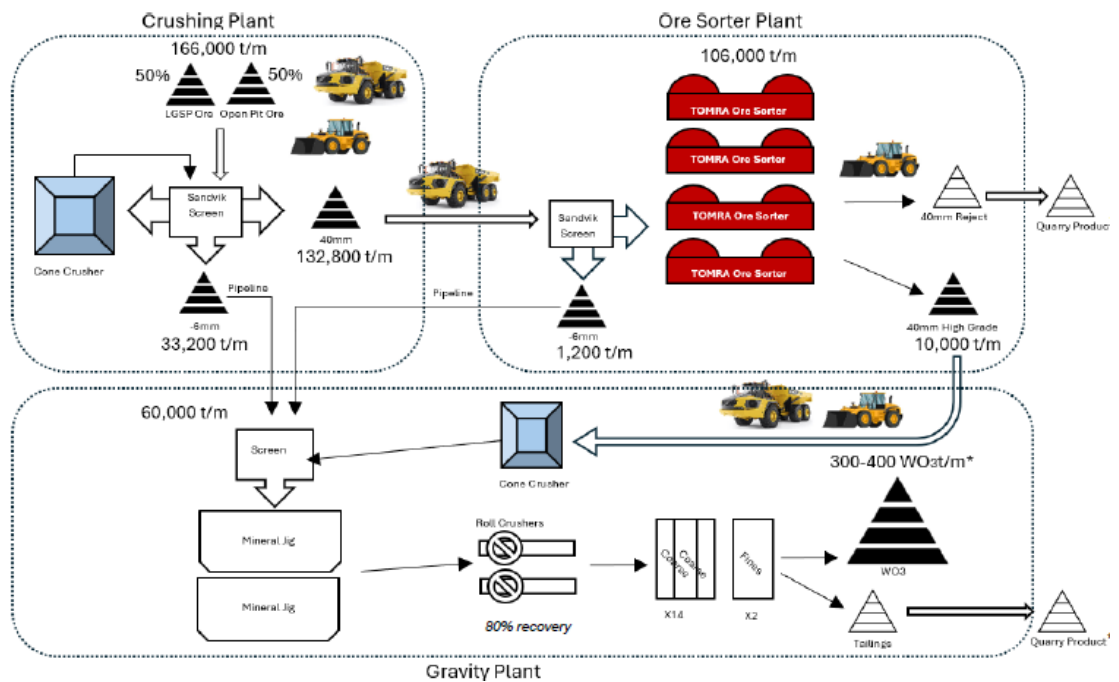 Crushing Plant
Ore Sorter Plant
166,000 t/m
50%
50%
LGSP Ore
Open Pit Ore
106,000 t/m
TOMRA Ore Sorter
TOMRA Ore Sorter
TOMRA Ore Sorter
TOMRA Ore Sorter
Sandvik
Screen
Cone Crusher
40mm
132,800 t/m
Sandvik
Screen
40mm Reject
Quarry Product
-6mm
33,200 t/m
Pipeline
Pipeline
-6mm
1,200 t/m
40mm High Grade
10,000 t/m
60,000 t/m
Screen
Cone Crusher
300-400 WO3t/m*
Mineral Jig
Mineral Jig
Roll Crushers
80% recovery
Coarse
Coarse
Fines
X14
X2
WO3
Tailings
Quarry Product*
Gravity Plant